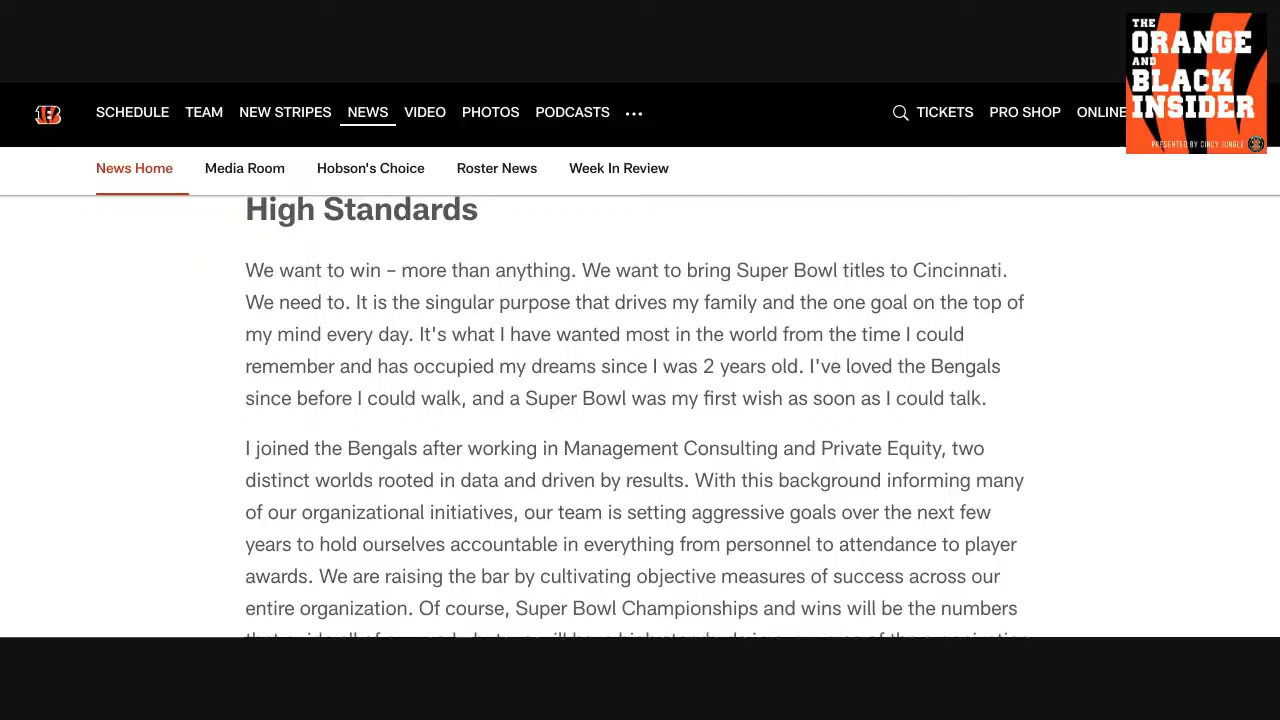 THE
ORANGE
AND
BLACK
INSIDER
PRESENTED BY CINCY JUNGLE
SCHEDULE TEAM NEW STRIPES NEWS VIDEO PHOTOS PODCASTS ••• TICKETS PRO SHOP ONLINE
News Home Media Room Hobson's Choice Roster News Week In Review
High Standards
We want to win – more than anything. We want to bring Super Bowl titles to Cincinnati.
We need to. It is the singular purpose that drives my family and the one goal on the top of
my mind every day. It's what I have wanted most in the world from the time I could
remember and has occupied my dreams since I was 2 years old. I've loved the Bengals
since before I could walk, and a Super Bowl was my first wish as soon as I could talk.
I joined the Bengals after working in Management Consulting and Private Equity, two
distinct worlds rooted in data and driven by results. With this background informing many
of our organizational initiatives, our team is setting aggressive goals over the next few
years to hold ourselves accountable in everything from personnel to attendance to player
awards. We are raising the bar by cultivating objective measures of success across our
entire organization. Of course, Super Bowl Championships and wins will be the numbers